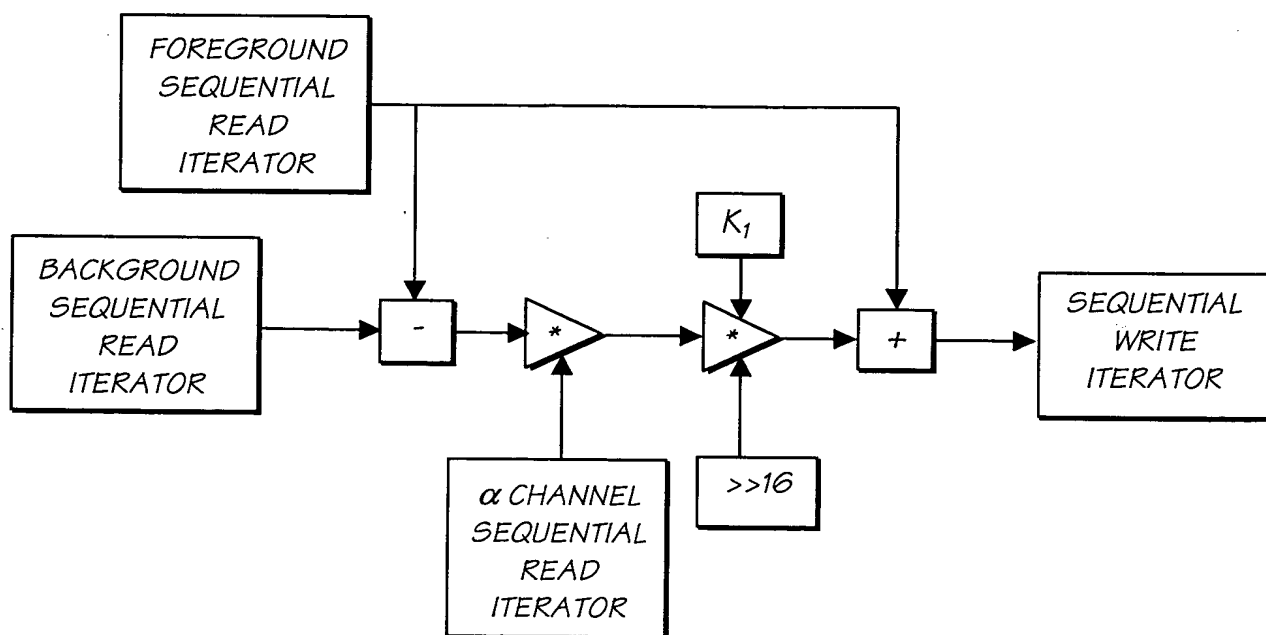 FOREGROUND
SEQUENTIAL
READ
ITERATOR
K₁
BACKGROUND
SEQUENTIAL
READ
ITERATOR
-
*
*
+
SEQUENTIAL
WRITE
ITERATOR
α CHANNEL
SEQUENTIAL
READ
ITERATOR
>>16